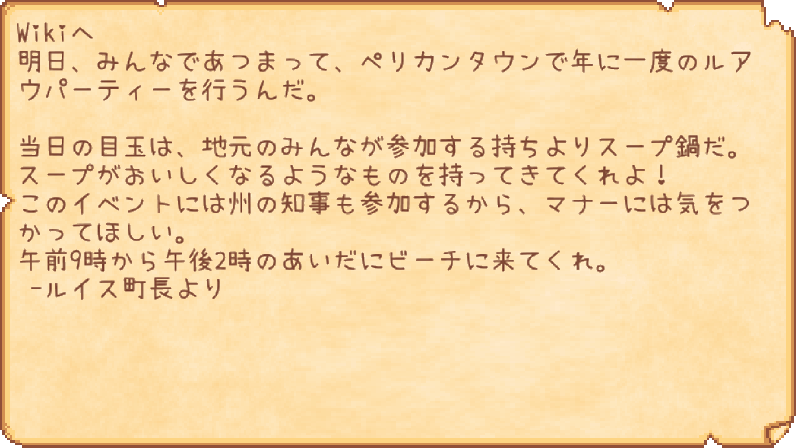 Wikiへ
明日、みんなであつまって、ペリカンタウンで年に一度のルア
ウパーティーを行うんだ。
当日の目玉は、地元のみんなが参加する持ちよりスープ鍋だ。
スープがおいしくなるようなものを持ってきてくれよ！
このイベントには州の知事も参加するから、マナーには気をつ
かってほしい。
午前9時から午後2時のあいだにビーチに来てくれ。
-ルイス町長より